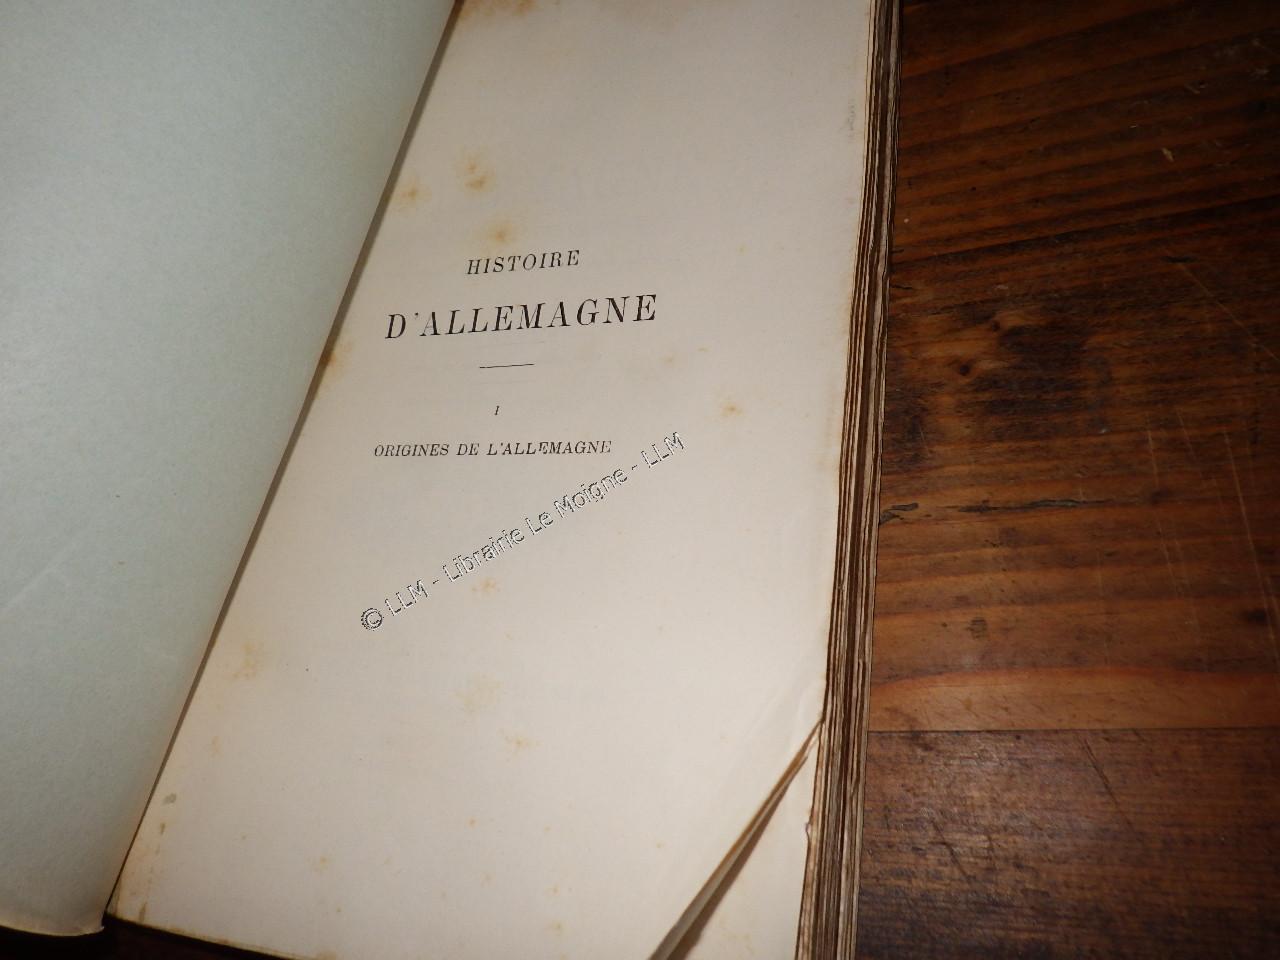 HISTOIRE
D'ALLEMAGNE
I
ORIGINES DE L'ALLEMAGNE
© LLM - Librairie Le Moigne - LLM